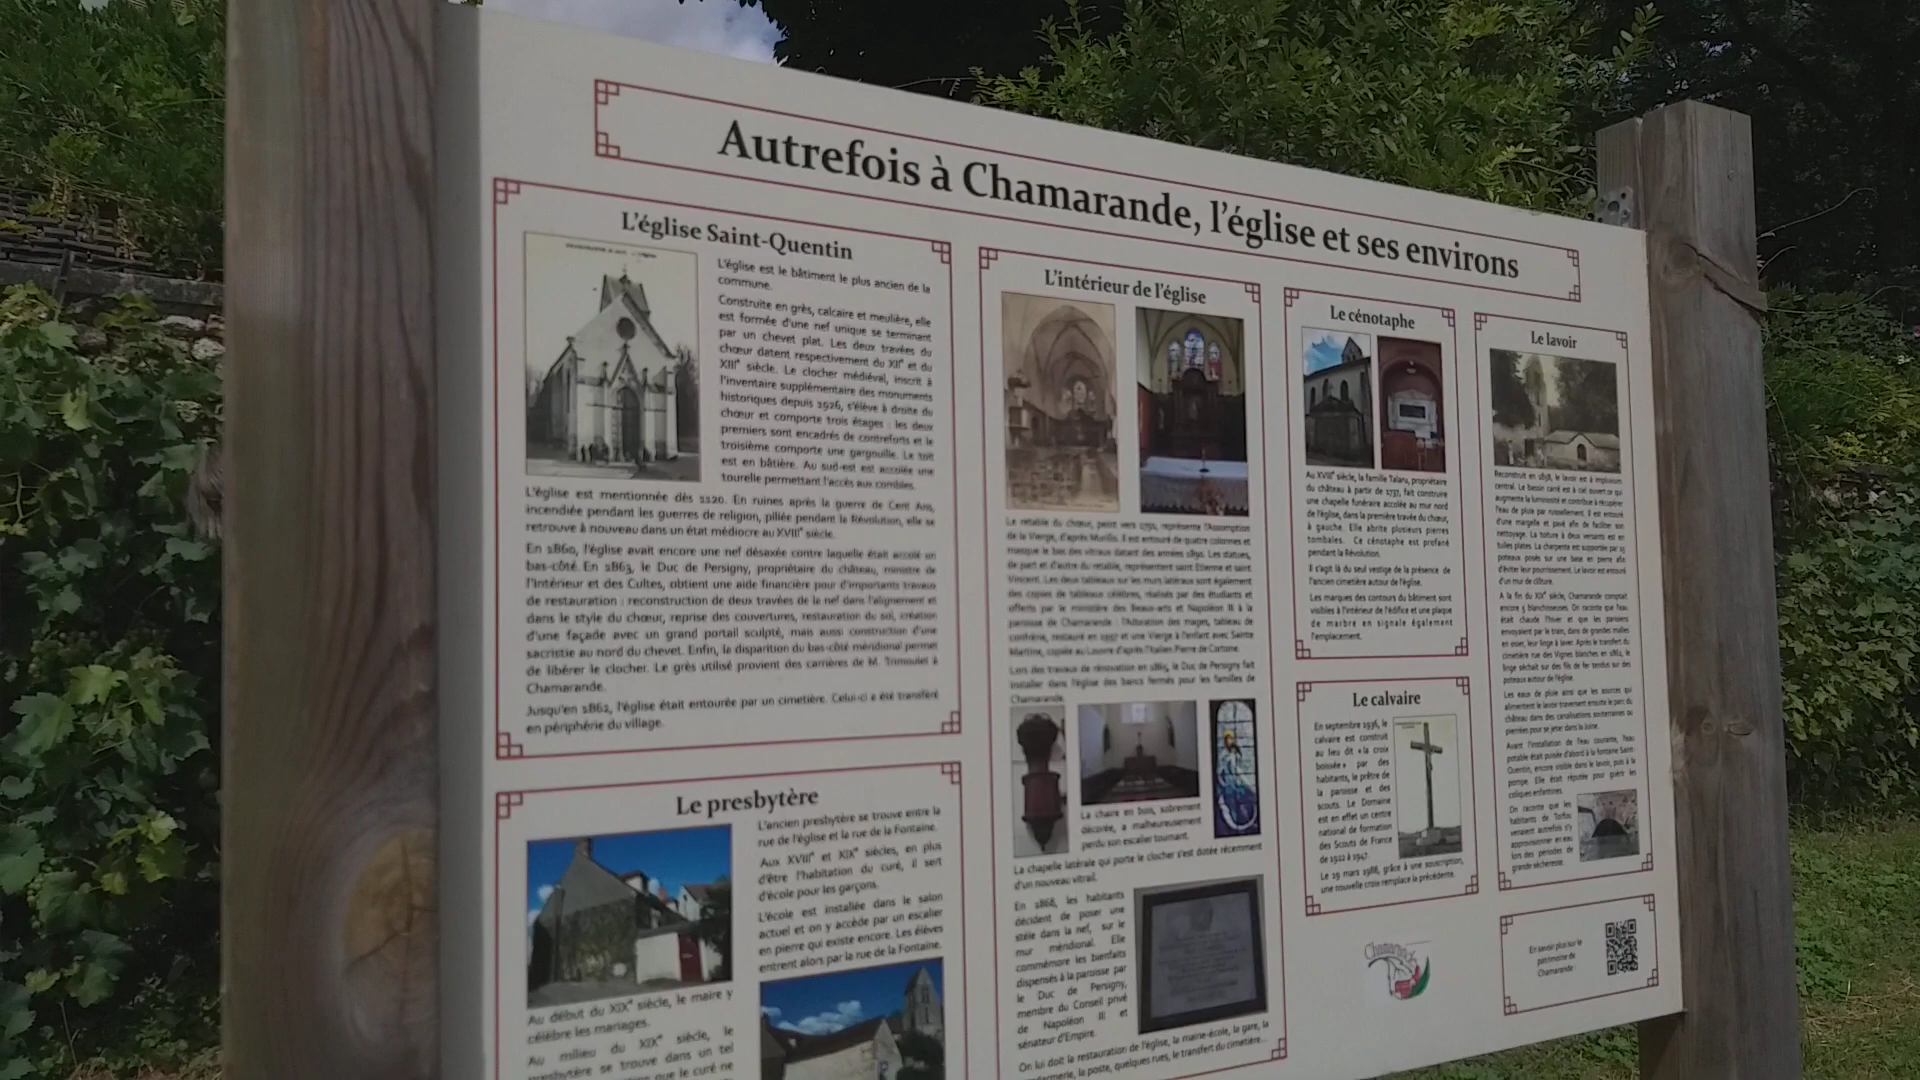 Autrefois à Chamarande, l'église et ses environs
L'église Saint-Quentin
L'église est le bâtiment le plus ancien de la
commune.
Construite en grès, calcaire et meulière, elle
est formée d'une nef unique se terminant
par un chevet plat. Les deux travées du
chœur datent respectivement du XIIe et du
XIIIe siècle. Le clocher médiéval, inscrit à
l'inventaire supplémentaire des monuments
historiques depuis 1926, s'élève à droite du
chœur et comporte trois étages : les deux
premiers sont encadrés de contreforts et le
troisième comporte une gargouille. Le toit
est en bâtière. Au sud-est est accolée une
tourelle permettant l'accès aux combles.
L'église est mentionnée dès 1120. En ruines après la guerre de Cent Ans,
incendiée pendant les guerres de religion, pillée pendant la Révolution, elle se
retrouve à nouveau dans un état médiocre au XVIIIe siècle.
En 1860, l'église avait encore une nef désaxée contre laquelle était accolé un
bas-côté. En 1863, le Duc de Persigny, propriétaire du château, ministre de
l'Intérieur et des Cultes, obtient une aide financière pour d'importants travaux
de restauration : reconstruction de deux travées de la nef dans l'alignement et
dans le style du chœur, reprise des couvertures, restauration du sol, création
d'une façade avec un grand portail sculpté, mais aussi construction d'une
sacristie au nord du chevet. Enfin, la disparition du bas-côté méridional permet
de libérer le clocher. Le grès utilisé provient des carrières de M. Trimoulet à
Chamarande.
Jusqu'en 1862, l'église était entourée par un cimetière. Celui-ci a été transféré
en périphérie du village.
Le presbytère
L'ancien presbytère se trouve entre la
rue de l'église et la rue de la Fontaine.
Aux XVIIIe et XIXe siècles, en plus
d'être l'habitation du curé, il sert
d'école pour les garçons.
L'école est installée dans le salon
actuel et on y accède par un escalier
en pierre qui existe encore. Les élèves
entrent alors par la rue de la Fontaine.
Au début du XIXe siècle, le maire y
célèbre les mariages.
Au milieu du XIXe siècle, le
presbytère se trouve dans un tel
que le curé ne
L'intérieur de l'église
Le retable du chœur, peint vers 1750, représente l'Assomption
de la Vierge, d'après Murillo. Il est entouré de quatre colonnes et
masque le bas des vitraux datant des années 1890. Les statues,
de part et d'autre du retable, représentent saint Etienne et saint
Vincent. Les deux tableaux sur les murs latéraux sont également
des copies de tableaux célèbres, réalisés par des étudiants et
offerts par le ministère des Beaux-arts et Napoléon III à la
paroisse de Chamarande : l'Adoration des mages, tableau de
confrérie, restauré en 1997 et une Vierge à l'enfant avec Sainte
Martine, copiée au Louvre d'après l'italien Pierre de Cortone.
Lors des travaux de rénovation en 1865, le Duc de Persigny fait
installer dans l'église des bancs fermés pour les familles de
Chamarande.
La chaire en bois, sobrement
décorée, a malheureusement
perdu son escalier tournant.
La chapelle latérale qui porte le clocher s'est dotée récemment
d'un nouveau vitrail.
En 1868, les habitants
décident de poser une
stèle dans la nef, sur le
mur méridional. Elle
commémore les bienfaits
dispensés à la paroisse par
le Duc de Persigny,
membre du Conseil privé
de Napoléon III et
sénateur d'Empire.
On lui doit la restauration de l'église, la mairie-école, la gare, la
gendarmerie, la poste, quelques rues, le transfert du cimetière...
Le cénotaphe
Au XVIIIe siècle, la famille Talaru, propriétaire
du château à partir de 1737, fait construire
une chapelle funéraire accolée au mur nord
de l'église, dans la première travée du chœur,
à gauche. Elle abrite plusieurs pierres
tombales. Ce cénotaphe est profané
pendant la Révolution.
Il s'agit là du seul vestige de la présence de
l'ancien cimetière autour de l'église.
Les marques des contours du bâtiment sont
visibles à l'intérieur de l'édifice et une plaque
de marbre en signale également
l'emplacement.
Le calvaire
En septembre 1936, le
calvaire est construit
au lieu dit « la croix
boissée » par des
habitants, le prêtre de
la paroisse et des
scouts. Le Domaine
est en effet un centre
national de formation
des Scouts de France
de 1922 à 1947.
Le 19 mars 1988, grâce à une souscription,
une nouvelle croix remplace la précédente.
Le lavoir
Reconstruit en 1858, le lavoir est à impluvium
central. Le bassin carré est à ciel ouvert ce qui
augmente la luminosité et contribue à récupérer
l'eau de pluie par ruissellement. Il est entouré
d'une margelle et pavé afin de faciliter son
nettoyage. La toiture à deux versants est en
tuiles plates. La charpente est supportée par 15
poteaux posés sur une base en pierre afin
d'éviter leur pourrissement. Le lavoir est entouré
d'un mur de clôture.
A la fin du XIXe siècle, Chamarande comptait
encore 5 blanchisseuses. On raconte que l'eau
était chaude l'hiver et que les parisiens
envoyaient par le train, dans de grandes malles
en osier, leur linge à laver. Après le transfert du
cimetière rue des Vignes blanches en 1862, le
linge séchait sur des fils de fer tendus sur des
poteaux autour de l'église.
Les eaux de pluie ainsi que les sources qui
alimentent le lavoir traversent ensuite le parc du
château dans des canalisations souterraines ou
pierrées pour se jeter dans la Juine.
Avant l'installation de l'eau courante, l'eau
potable était puisée d'abord à la fontaine Saint-
Quentin, encore visible dans le lavoir, puis à la
pompe. Elle était réputée pour guérir les
coliques enfantines.
On raconte que les
habitants de Torfou
venaient autrefois s'y
approvisionner en eau
lors des périodes de
grande sécheresse.
Chamarande
En savoir plus sur le
patrimoine de
Chamarande :